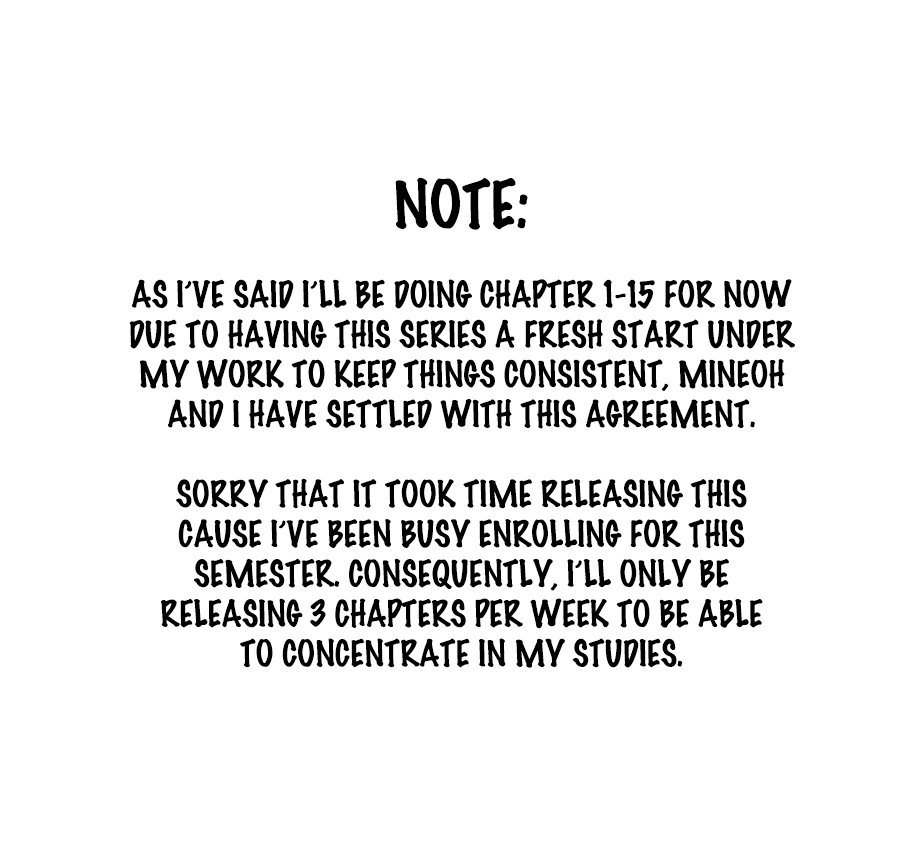 NOTE:
AS I'VE SAID I'LL BE DOING CHAPTER 1-15 FOR NOW
DUE TO HAVING THIS SERIES A FRESH START UNDER
MY WORK TO KEEP THINGS CONSISTENT, MINEOH
AND I HAVE SETTLED WITH THIS AGREEMENT.
SORRY THAT IT TOOK TIME RELEASING THIS
CAUSE I'VE BEEN BUSY ENROLLING FOR THIS
SEMESTER. CONSEQUENTLY, I'LL ONLY BE
RELEASING 3 CHAPTERS PER WEEK TO BE ABLE
TO CONCENTRATE IN MY STUDIES.